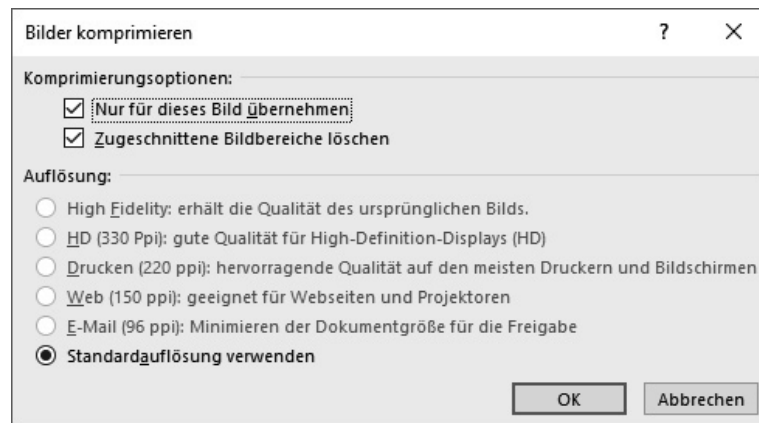 Bilder komprimieren ? ×
Komprimierungsoptionen:
Nur für dieses Bild übernehmen
Zugeschnittene Bildbereiche löschen
Auflösung:
High Fidelity: erhält die Qualität des ursprünglichen Bilds.
HD (330 Ppi): gute Qualität für High-Definition-Displays (HD)
Drucken (220 ppi): hervorragende Qualität auf den meisten Druckern und Bildschirmen
Web (150 ppi): geeignet für Webseiten und Projektoren
E-Mail (96 ppi): Minimieren der Dokumentgröße für die Freigabe
Standardauflösung verwenden
OK Abbrechen